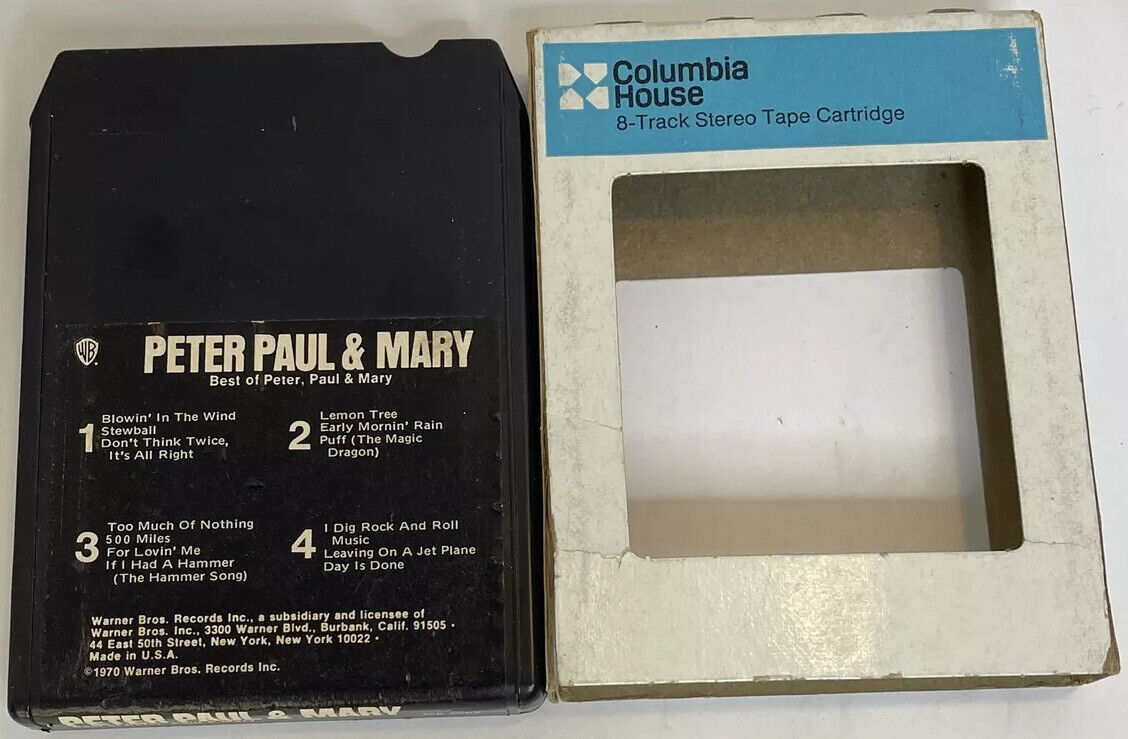 WB
PETER PAUL & MARY
Best of Peter, Paul & Mary
1
Blowin' In The Wind
Stewball
Don't Think Twice,
It's All Right
2
Lemon Tree
Early Mornin' Rain
Puff (The Magic
Dragon)
3
Too Much Of Nothing
500 Miles
For Lovin' Me
If I Had A Hammer
(The Hammer Song)
4
I Dig Rock And Roll
Music
Leaving On A Jet Plane
Day Is Done
Warner Bros. Records Inc., a subsidiary and licensee of
Warner Bros. Inc., 3300 Warner Blvd., Burbank, Calif. 91505 •
44 East 50th Street, New York, New York 10022 •
Made in U.S.A.
©1970 Warner Bros. Records Inc.
PETER PAUL & MARY
Columbia
House
8-Track Stereo Tape Cartridge